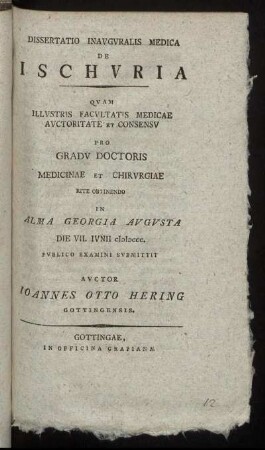 DISSERTATIO INAVGVRALIS MEDICA
DE
ISCHVRIA
QVAM
ILLVSTRIS FACVLTATIS MEDICAE
AVCTORITATE ET CONSENSV
PRO
GRADV DOCTORIS
MEDICINAE ET CHIRVRGIAE
RITE OBTINENDO
IN
ALMA GEORGIA AVGVSTA
DIE VII. IVNII cIɔIɔcccc.
PVBLICO EXAMINI SVBMITTIT
AVCTOR
IOANNES OTTO HERING
GOTTINGENSIS.
GOTTINGAE,
IN OFFICINA GRAPIANA